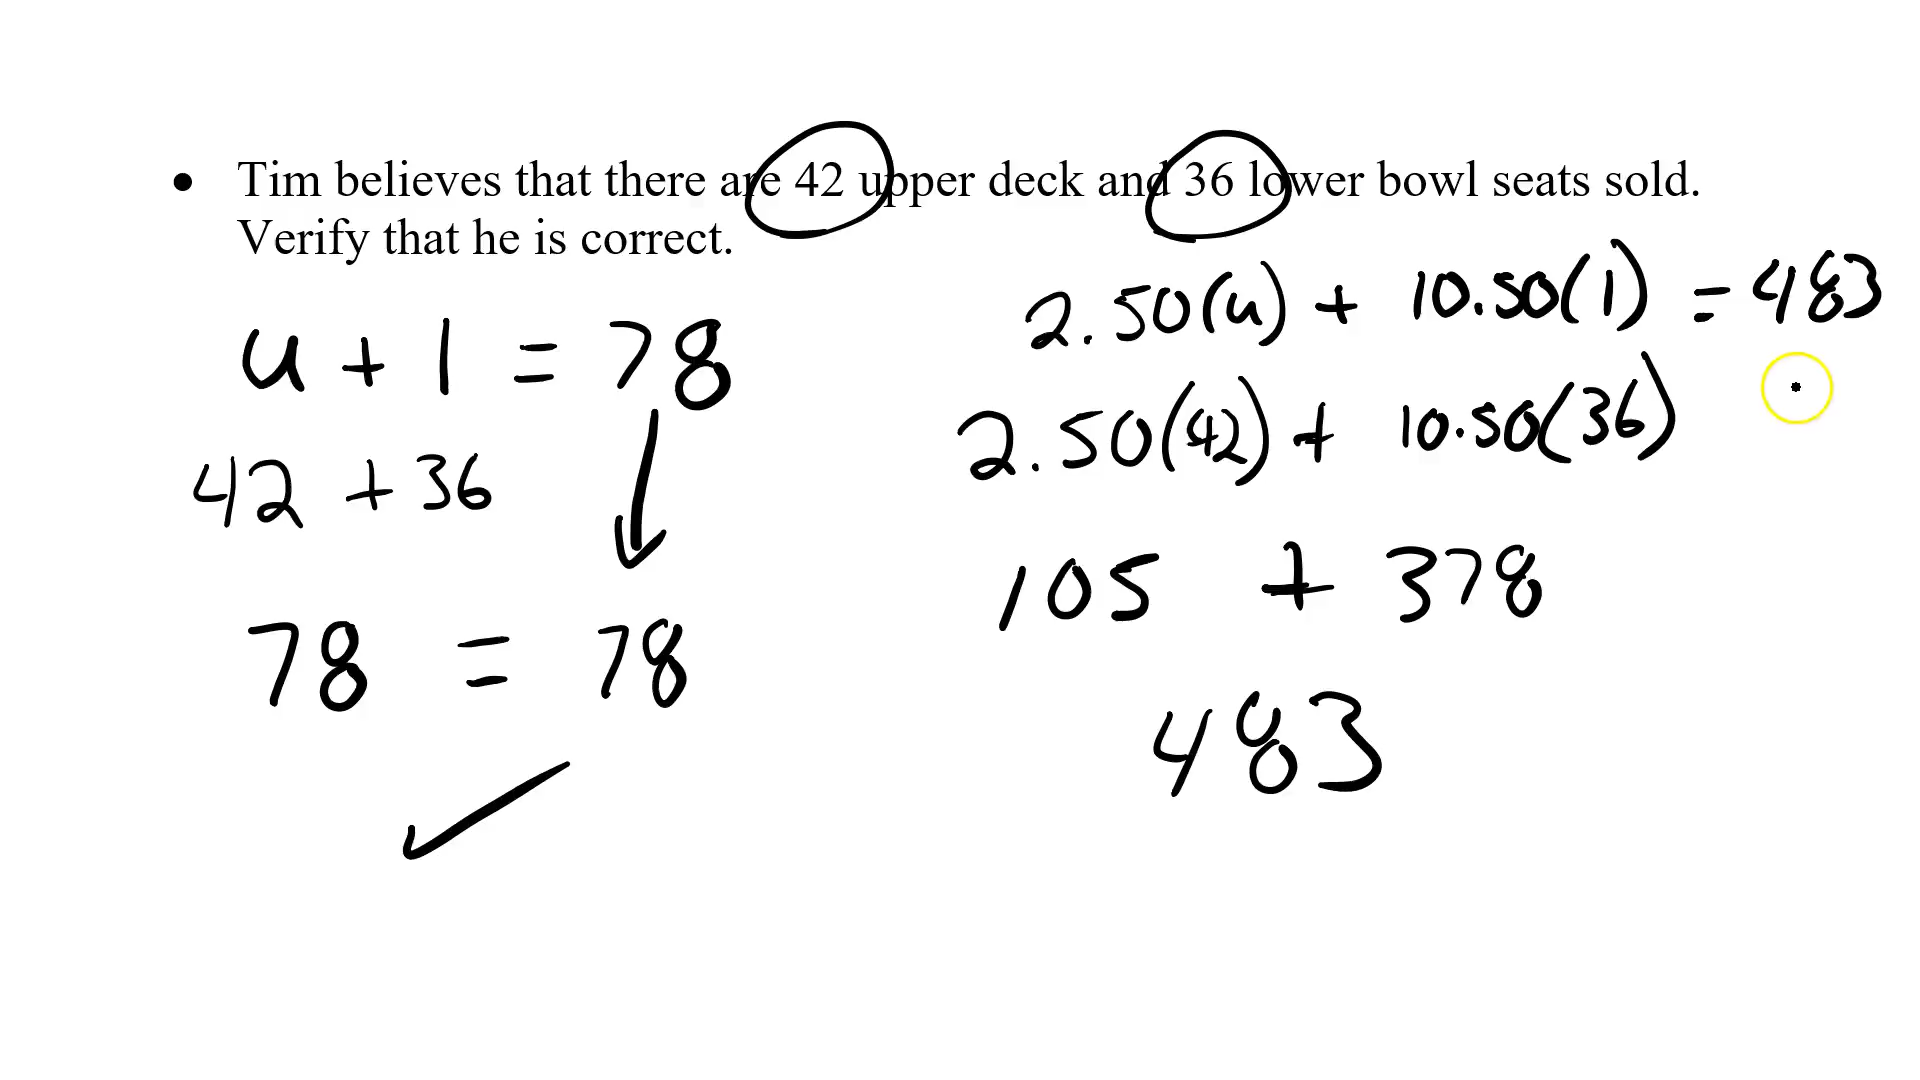 • Tim believes that there are 42 upper deck and 36 lower bowl seats sold.
Verify that he is correct.
u + l = 78
42 + 36
78 = 78
2.50(u) + 10.50(l) = 483
2.50(42) + 10.50(36)
105 + 378
483